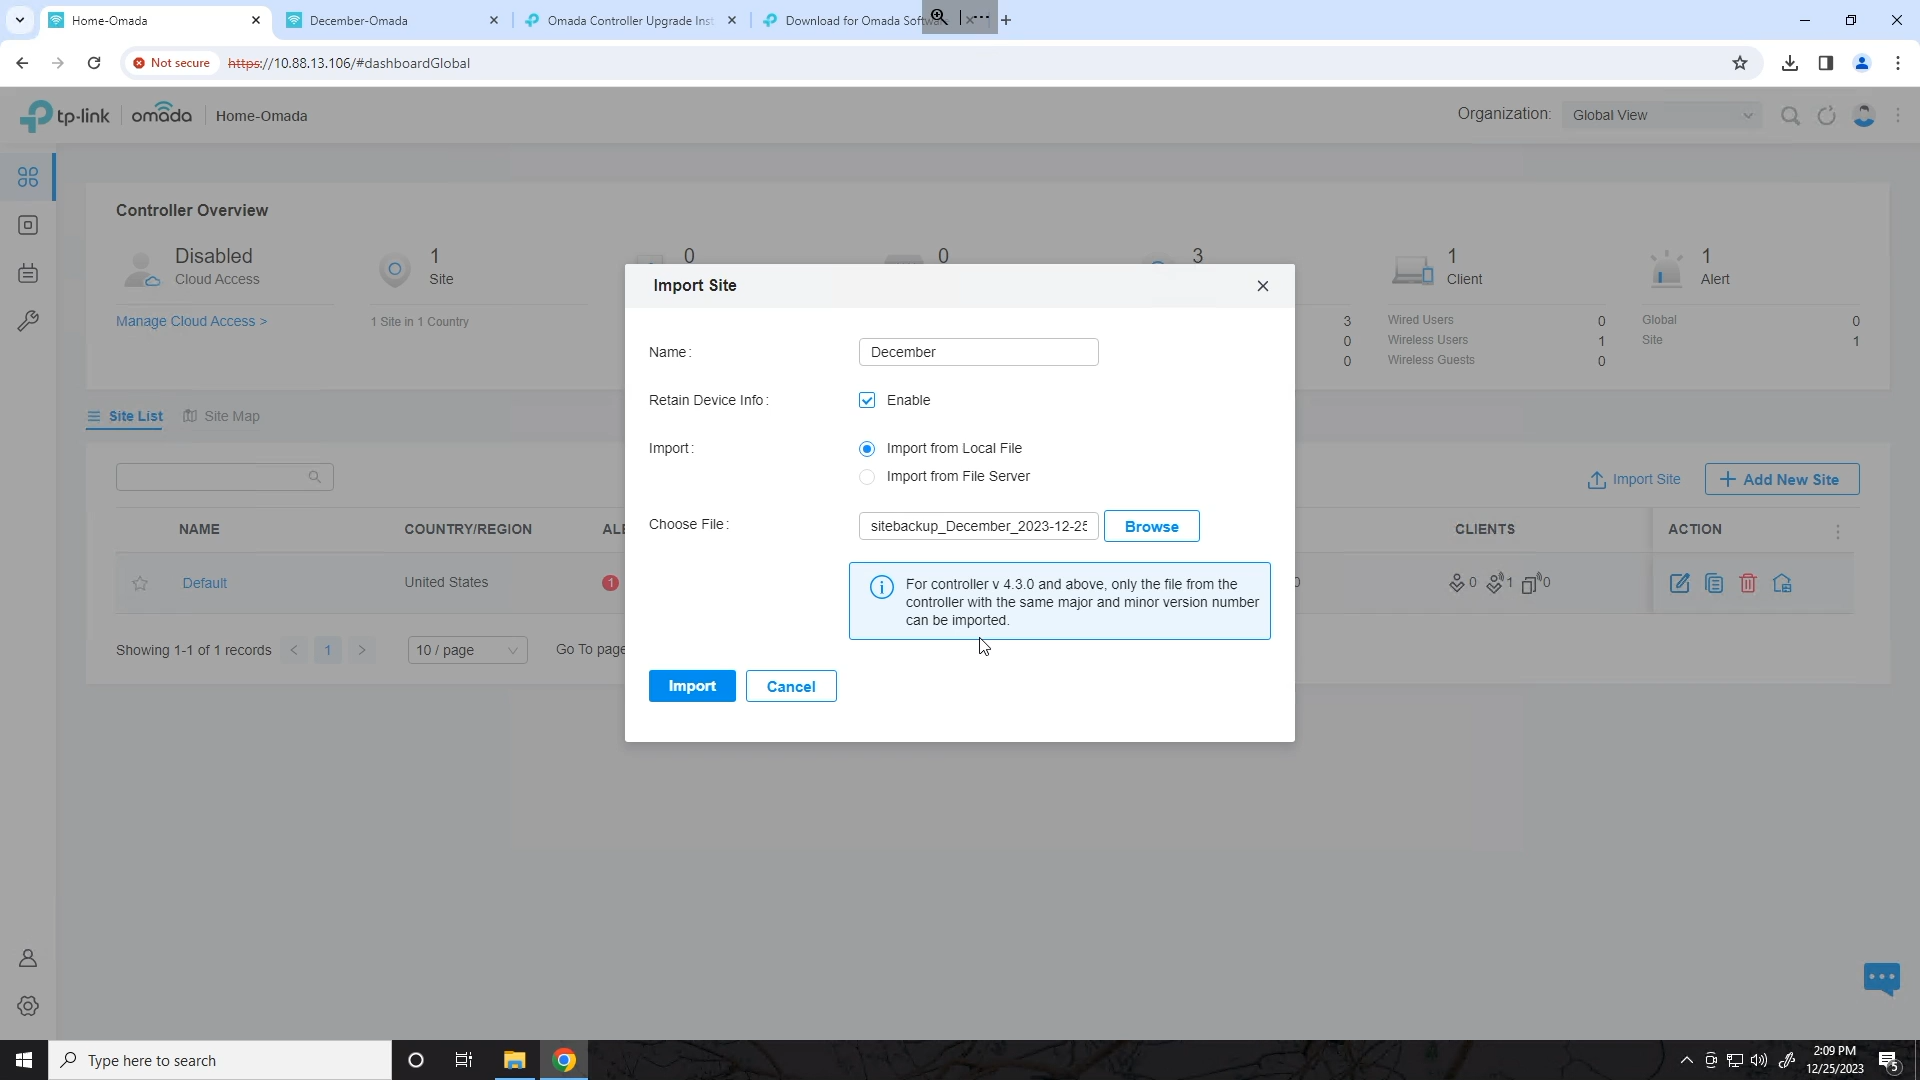 Home-Omada
December-Omada
Omada Controller Upgrade Inst
Download for Omada
Not secure
https://10.88.13.106/#dashboardGlobal
tp-link
omada
Home-Omada
Organization:
Global View
Controller Overview
Disabled
Cloud Access
Manage Cloud Access >
1
Site
1 Site in 1 Country
0
0
3
3
0
0
1
Client
Wired Users 0
Wireless Users 1
Wireless Guests 0
1
Alert
Global 0
Site 1
Import Site
Name:
December
Retain Device Info:
Enable
Import:
Import from Local File
Import from File Server
Choose File:
sitebackup_December_2023-12-25
Browse
For controller v 4.3.0 and above, only the file from the
controller with the same major and minor version number
can be imported.
Import
Cancel
Site List
Site Map
Import Site
Add New Site
NAME
COUNTRY/REGION
CLIENTS
ACTION
Default
United States
1
0
0
1
0
Showing 1-1 of 1 records
<
1
>
10 / page
Go To page
Type here to search
2:09 PM
12/25/2023
5